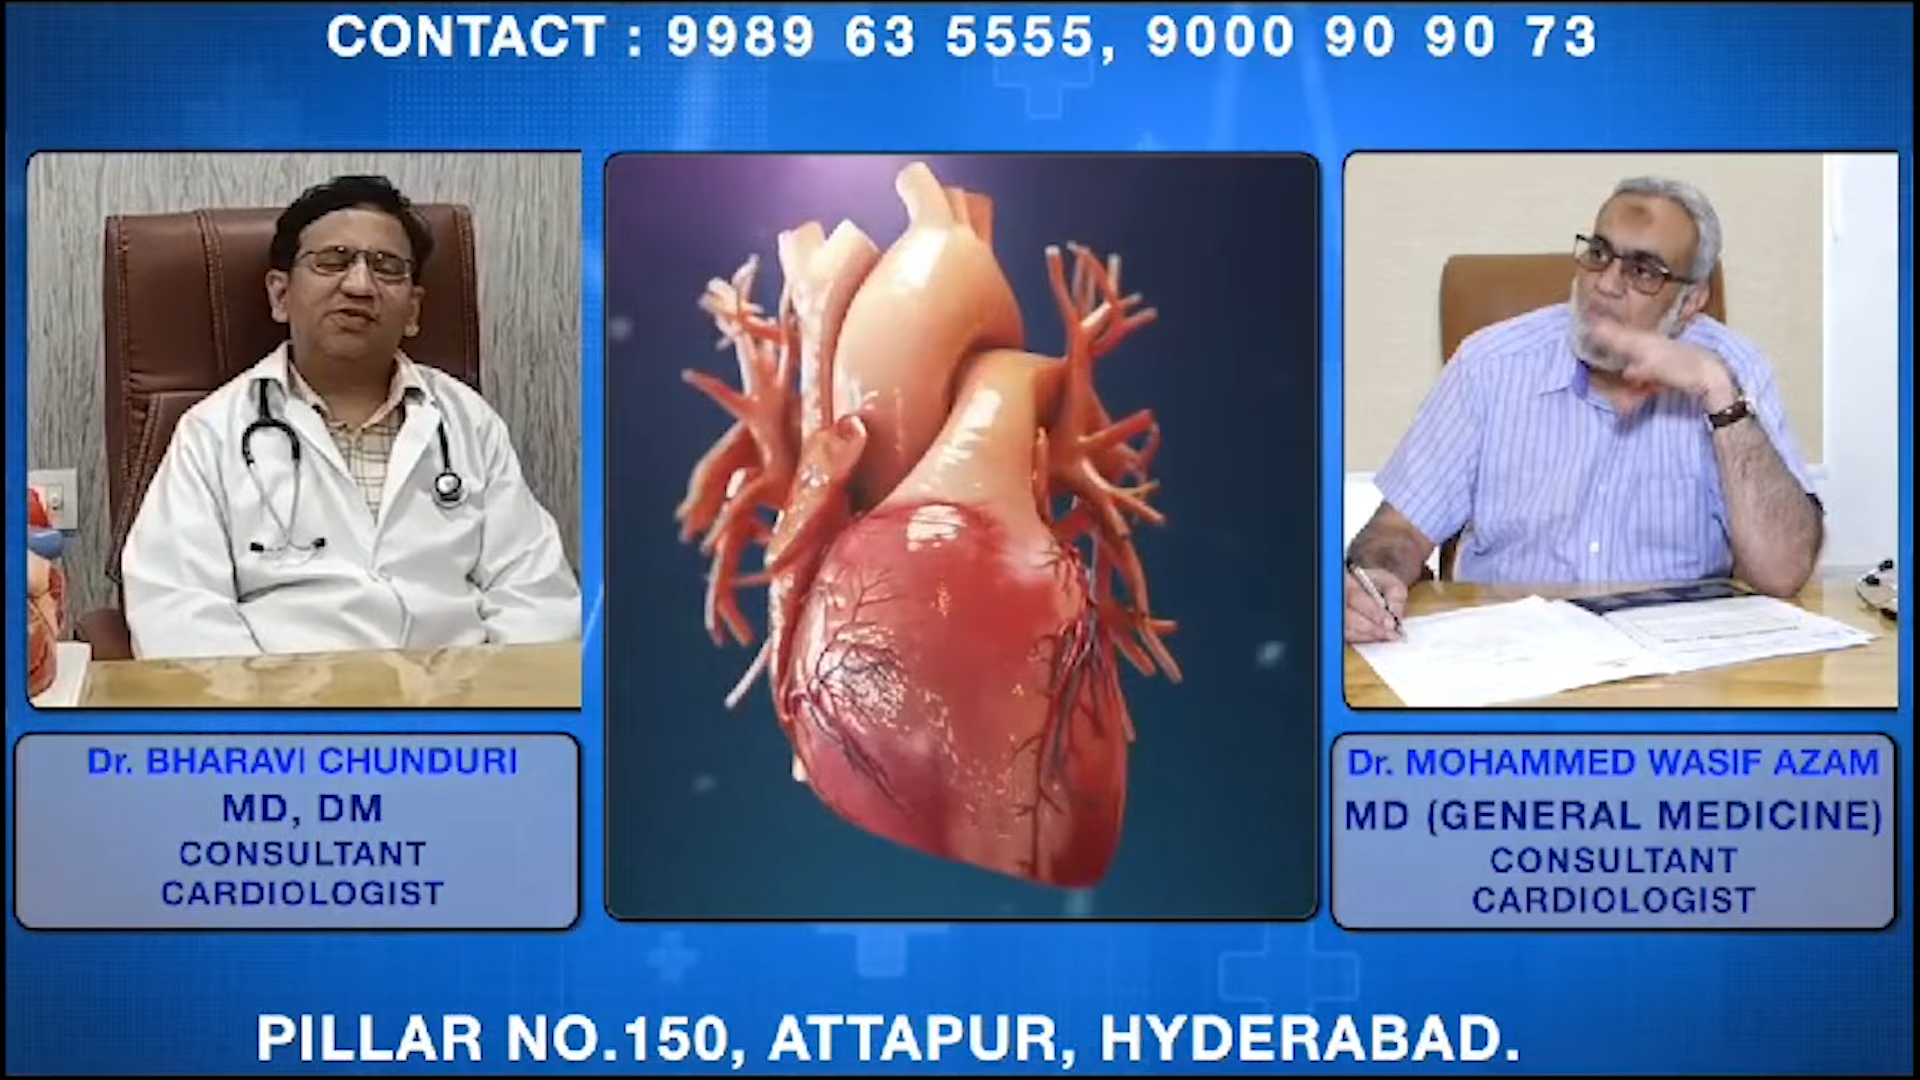 CONTACT : 9989 63 5555, 9000 90 90 73
Dr. BHARAVI CHUNDURI
MD, DM
CONSULTANT
CARDIOLOGIST
Dr. MOHAMMED WASIF AZAM
MD (GENERAL MEDICINE)
CONSULTANT
CARDIOLOGIST
PILLAR NO.150, ATTAPUR, HYDERABAD.